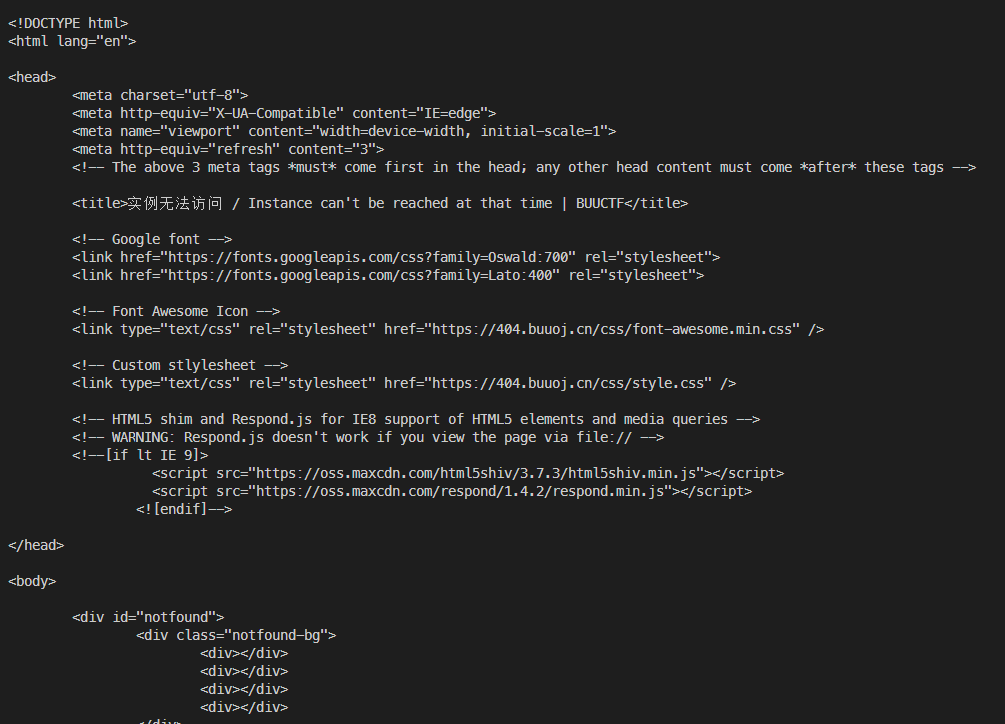 <!DOCTYPE html>
<html lang="en">
<head>
<meta charset="utf-8">
<meta http-equiv="X-UA-Compatible" content="IE=edge">
<meta name="viewport" content="width=device-width, initial-scale=1">
<meta http-equiv="refresh" content="3">
<!-- The above 3 meta tags *must* come first in the head; any other head content must come *after* these tags -->
<title>实例无法访问 / Instance can't be reached at that time | BUUCTF</title>
<!-- Google font -->
<link href="https://fonts.googleapis.com/css?family=Oswald:700" rel="stylesheet">
<link href="https://fonts.googleapis.com/css?family=Lato:400" rel="stylesheet">
<!-- Font Awesome Icon -->
<link type="text/css" rel="stylesheet" href="https://404.buuoj.cn/css/font-awesome.min.css" />
<!-- Custom stlylesheet -->
<link type="text/css" rel="stylesheet" href="https://404.buuoj.cn/css/style.css" />
<!-- HTML5 shim and Respond.js for IE8 support of HTML5 elements and media queries -->
<!-- WARNING: Respond.js doesn't work if you view the page via file:// -->
<!--[if lt IE 9]>
<script src="https://oss.maxcdn.com/html5shiv/3.7.3/html5shiv.min.js"></script>
<script src="https://oss.maxcdn.com/respond/1.4.2/respond.min.js"></script>
<![endif]-->
</head>
<body>
<div id="notfound">
<div class="notfound-bg">
<div></div>
<div></div>
<div></div>
<div></div>
</div>